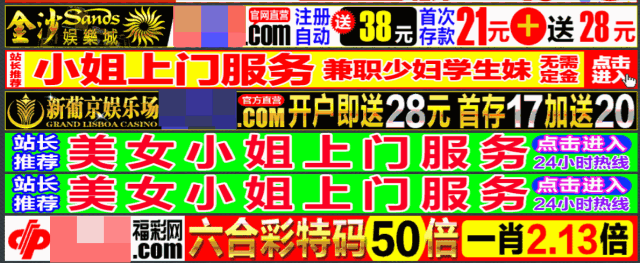 金沙 Sands 娱樂城 官网直营 .com 注册自动 送 38元 首次存款 21元+送28元
站长推荐 小姐上门服务 兼职少妇学生妹 无需定金 点击进入
新葡京娱乐场 GRAND LISBOA CASINO 官方直营 .COM 开户即送28元 首存17加送20
站长推荐 美女小姐上门服务 点击进入 24小时热线
站长推荐 美女小姐上门服务 点击进入 24小时热线
福彩网 .com 六合彩特码50倍 一肖2.13倍